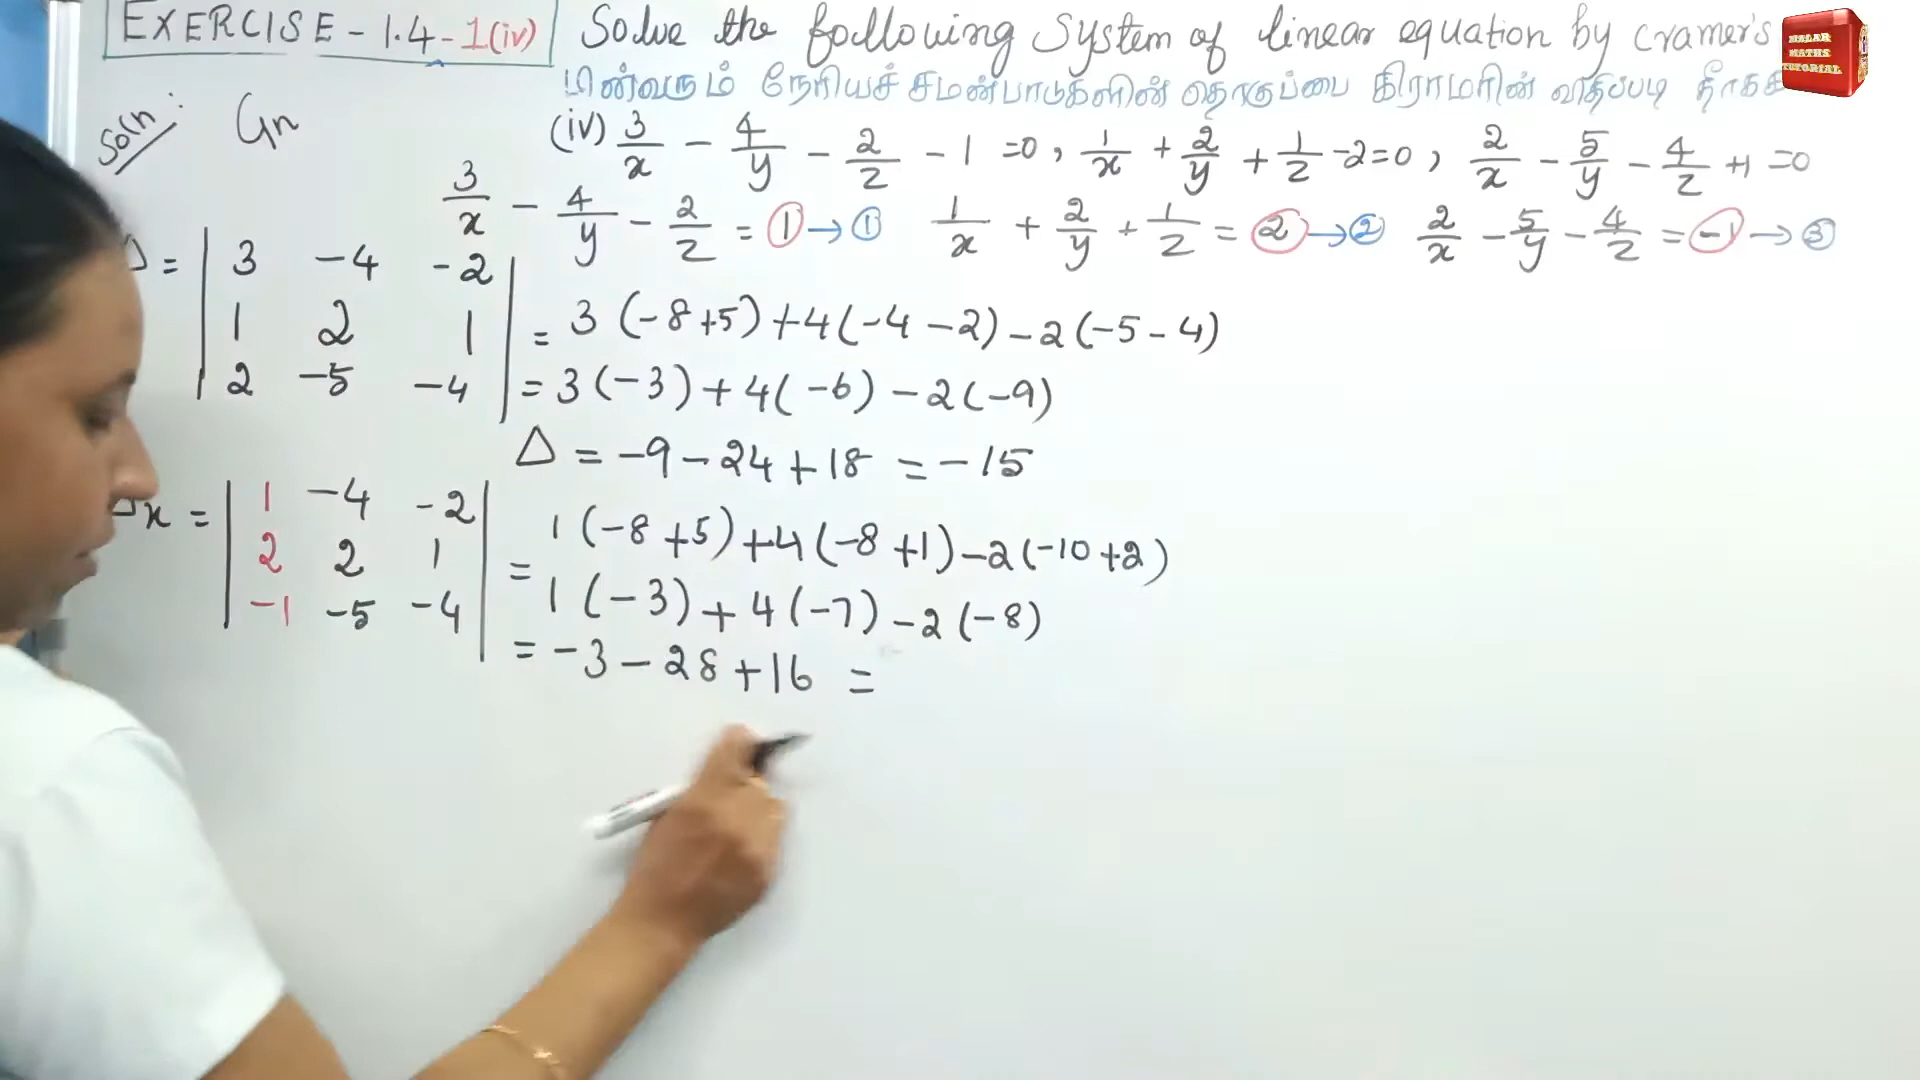 EXERCISE - 1.4 - 1(iv) Solve the following system of linear equation by cramer's
பின்வரும் நேரியச் சமன்பாடுகளின் தொகுப்பை கிராமரின் விதிப்படி தீர்க்க
MALAR MATHS TUTORIAL
Soln: Gn (iv) 3/x - 4/y - 2/z - 1 = 0, 1/x + 2/y + 1/z - 2 = 0, 2/x - 5/y - 4/z + 1 = 0
3/x - 4/y - 2/z = 1 → ① 1/x + 2/y + 1/z = 2 → ② 2/x - 5/y - 4/z = -1 → ③
Δ = | 3 -4 -2 |
| 1 2 1 | = 3(-8+5)+4(-4-2)-2(-5-4)
| 2 -5 -4 | = 3(-3)+4(-6)-2(-9)
Δ = -9-24+18 = -15
Δx = | 1 -4 -2 |
| 2 2 1 | = 1(-8+5)+4(-8+1)-2(-10+2)
| -1 -5 -4 | 1(-3)+4(-7)-2(-8)
= -3-28+16 =